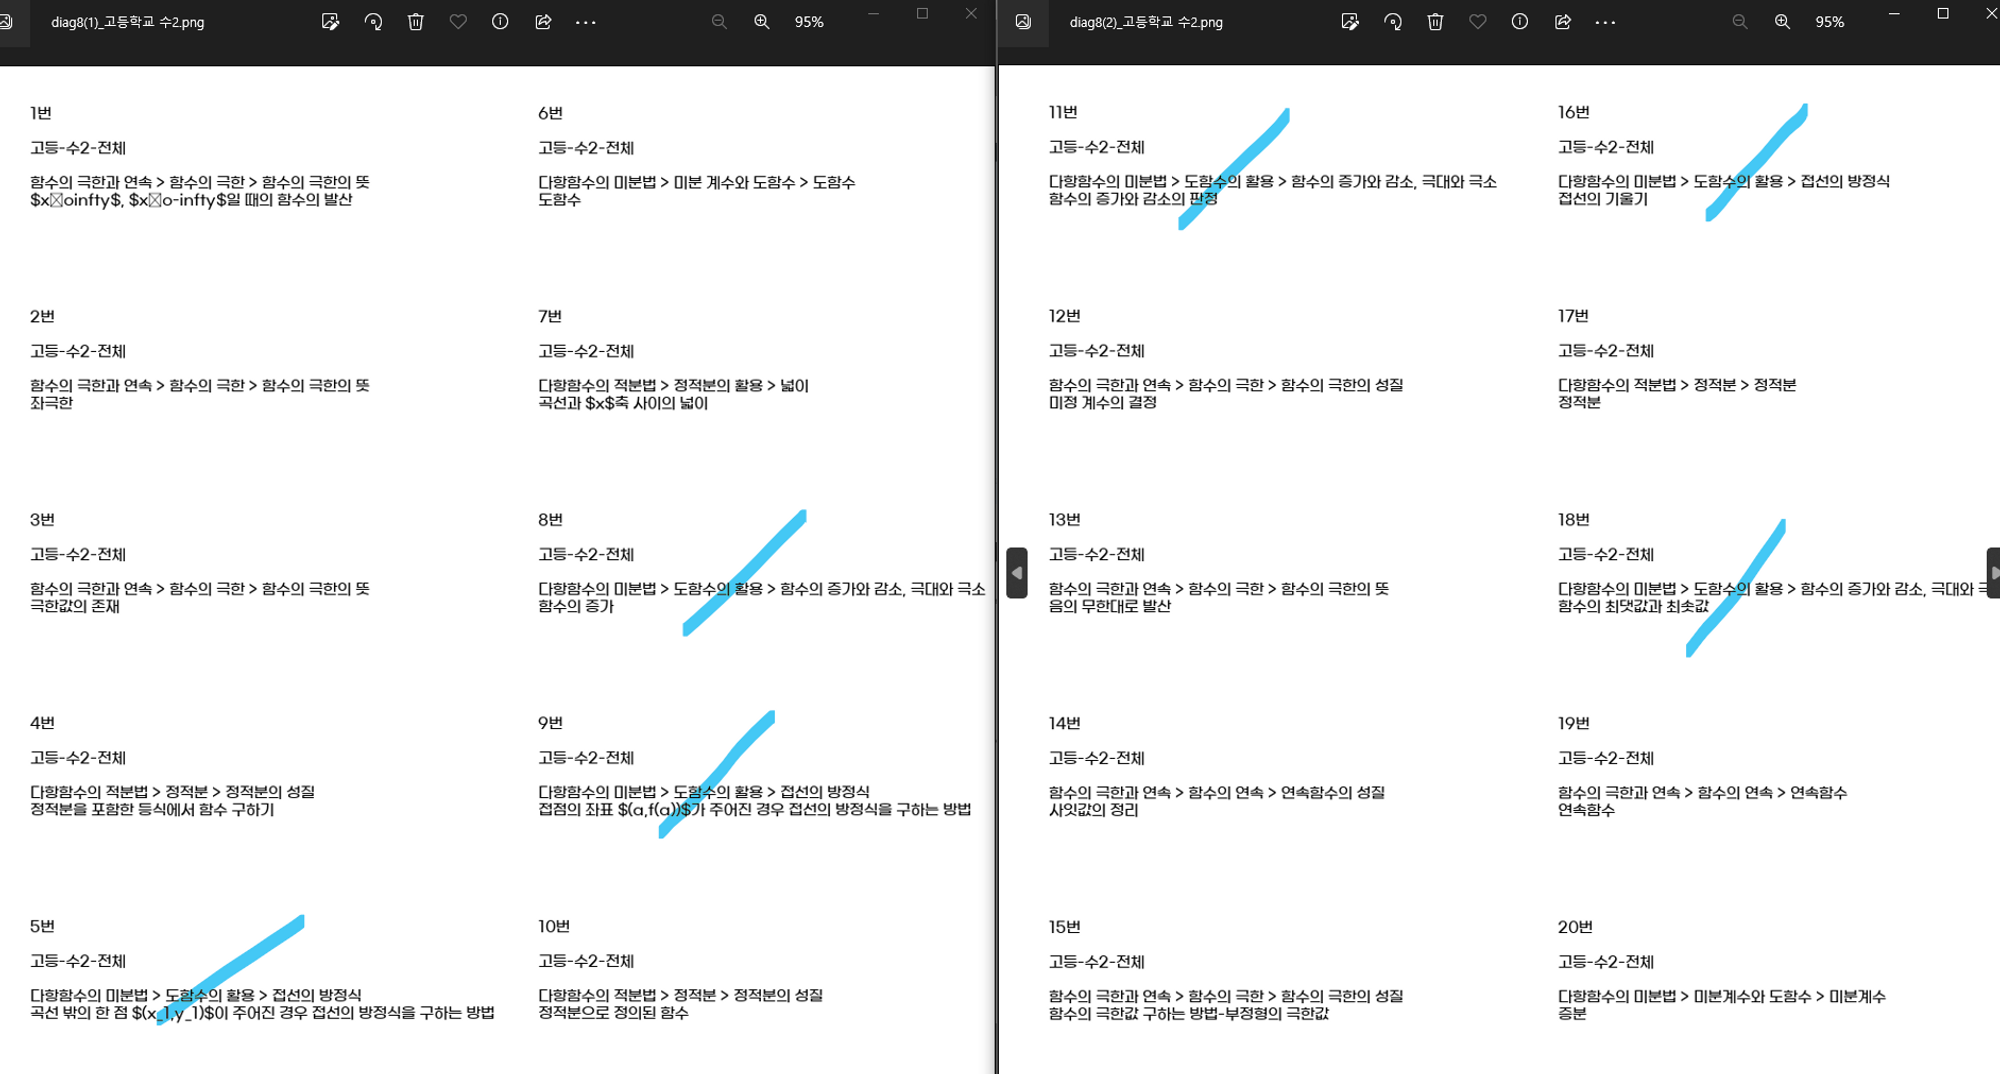 diag8(1)_고등학교 수2.png
95%
1번
고등-수2-전체
함수의 극한과 연속 > 함수의 극한 > 함수의 극한의 뜻
$x□oinfty$, $x□o-infty$일 때의 함수의 발산
2번
고등-수2-전체
함수의 극한과 연속 > 함수의 극한 > 함수의 극한의 뜻
좌극한
3번
고등-수2-전체
함수의 극한과 연속 > 함수의 극한 > 함수의 극한의 뜻
극한값의 존재
4번
고등-수2-전체
다항함수의 적분법 > 정적분 > 정적분의 성질
정적분을 포함한 등식에서 함수 구하기
5번
고등-수2-전체
다항함수의 미분법 > 도함수의 활용 > 접선의 방정식
곡선 밖의 한 점 $(x_1,y_1)$이 주어진 경우 접선의 방정식을 구하는 방법
6번
고등-수2-전체
다항함수의 미분법 > 미분 계수와 도함수 > 도함수
도함수
7번
고등-수2-전체
다항함수의 적분법 > 정적분의 활용 > 넓이
곡선과 $x$축 사이의 넓이
8번
고등-수2-전체
다항함수의 미분법 > 도함수의 활용 > 함수의 증가와 감소, 극대와 극소
함수의 증가
9번
고등-수2-전체
다항함수의 미분법 > 도함수의 활용 > 접선의 방정식
접점의 좌표 $(a,f(a))$가 주어진 경우 접선의 방정식을 구하는 방법
10번
고등-수2-전체
다항함수의 적분법 > 정적분 > 정적분의 성질
정적분으로 정의된 함수
diag8(2)_고등학교 수2.png
95%
11번
고등-수2-전체
다항함수의 미분법 > 도함수의 활용 > 함수의 증가와 감소, 극대와 극소
함수의 증가와 감소의 판정
12번
고등-수2-전체
함수의 극한과 연속 > 함수의 극한 > 함수의 극한의 성질
미정 계수의 결정
13번
고등-수2-전체
함수의 극한과 연속 > 함수의 극한 > 함수의 극한의 뜻
음의 무한대로 발산
14번
고등-수2-전체
함수의 극한과 연속 > 함수의 연속 > 연속함수의 성질
사잇값의 정리
15번
고등-수2-전체
함수의 극한과 연속 > 함수의 극한 > 함수의 극한의 성질
함수의 극한값 구하는 방법-부정형의 극한값
16번
고등-수2-전체
다항함수의 미분법 > 도함수의 활용 > 접선의 방정식
접선의 기울기
17번
고등-수2-전체
다항함수의 적분법 > 정적분 > 정적분
정적분
18번
고등-수2-전체
다항함수의 미분법 > 도함수의 활용 > 함수의 증가와 감소, 극대와
함수의 최댓값과 최솟값
19번
고등-수2-전체
함수의 극한과 연속 > 함수의 연속 > 연속함수
연속함수
20번
고등-수2-전체
다항함수의 미분법 > 미분계수와 도함수 > 미분계수
증분